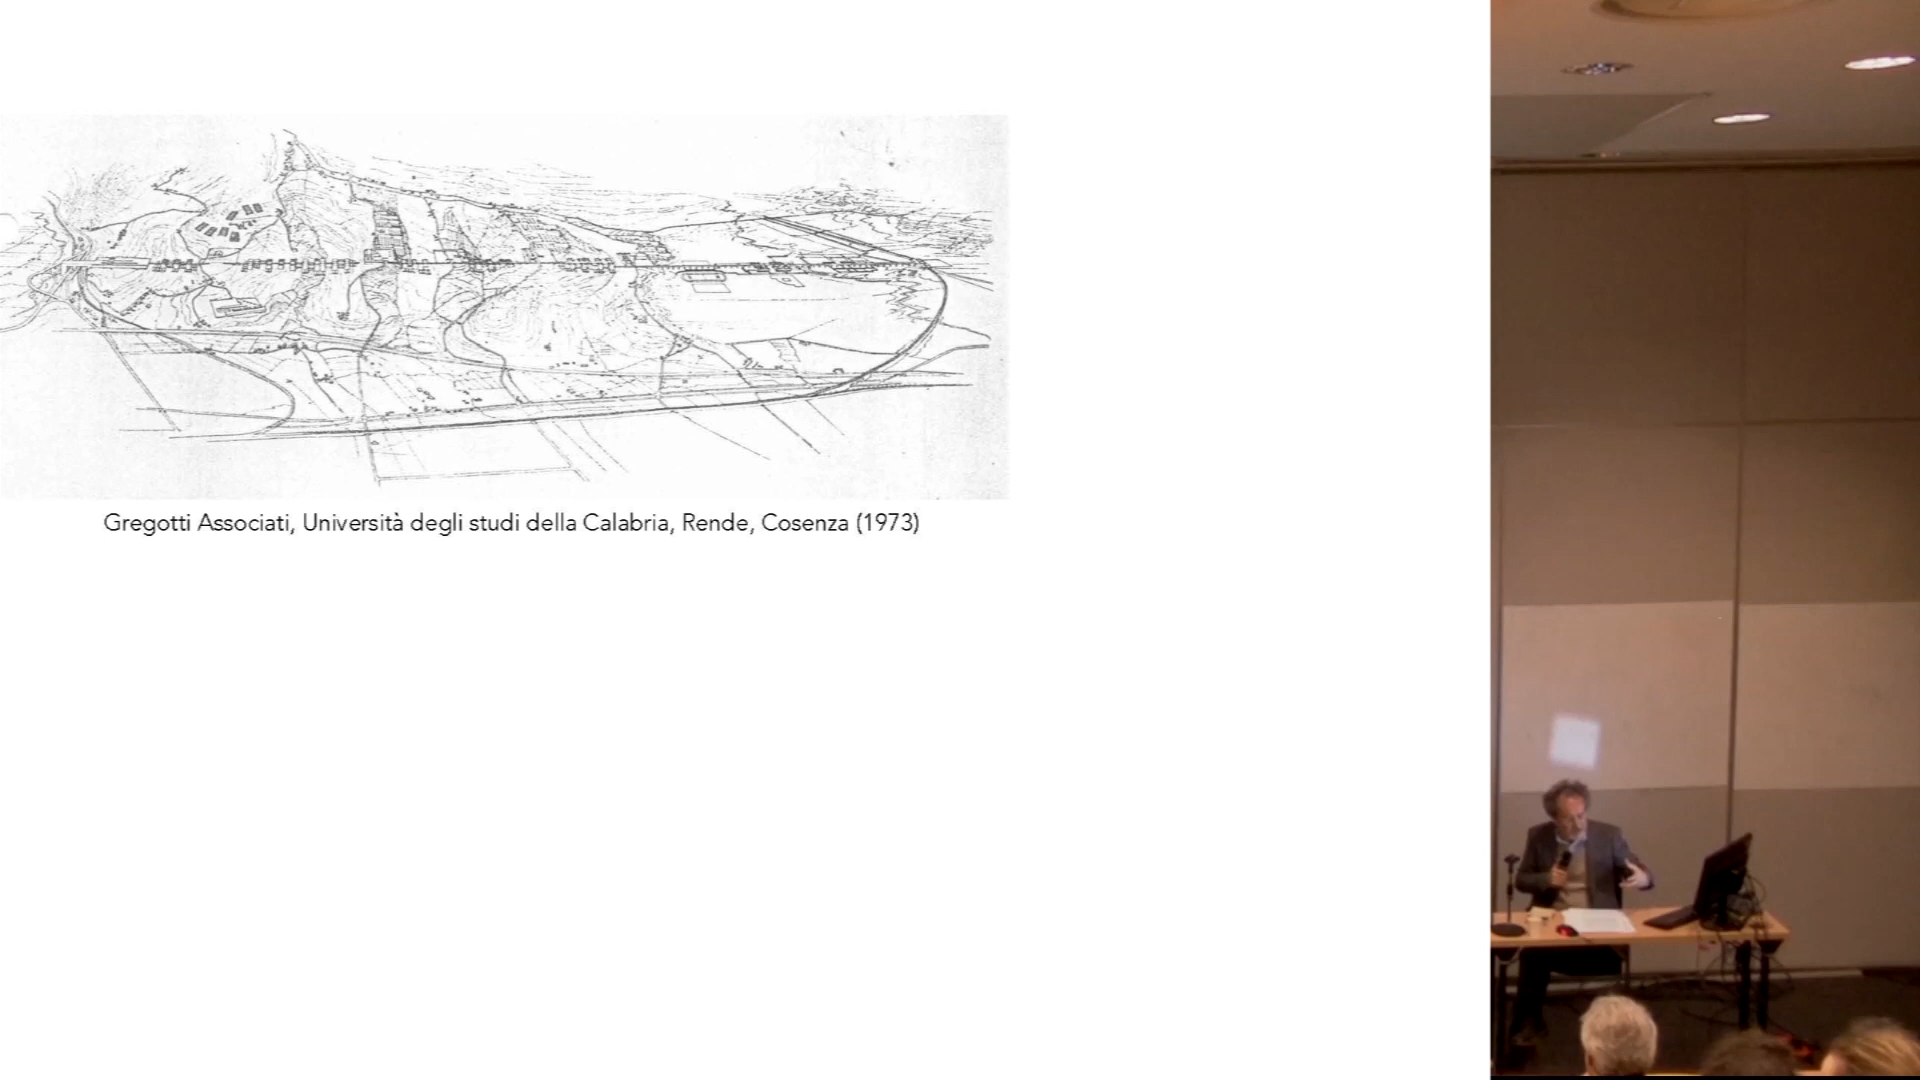 Gregotti Associati, Università degli studi della Calabria, Rende, Cosenza (1973)